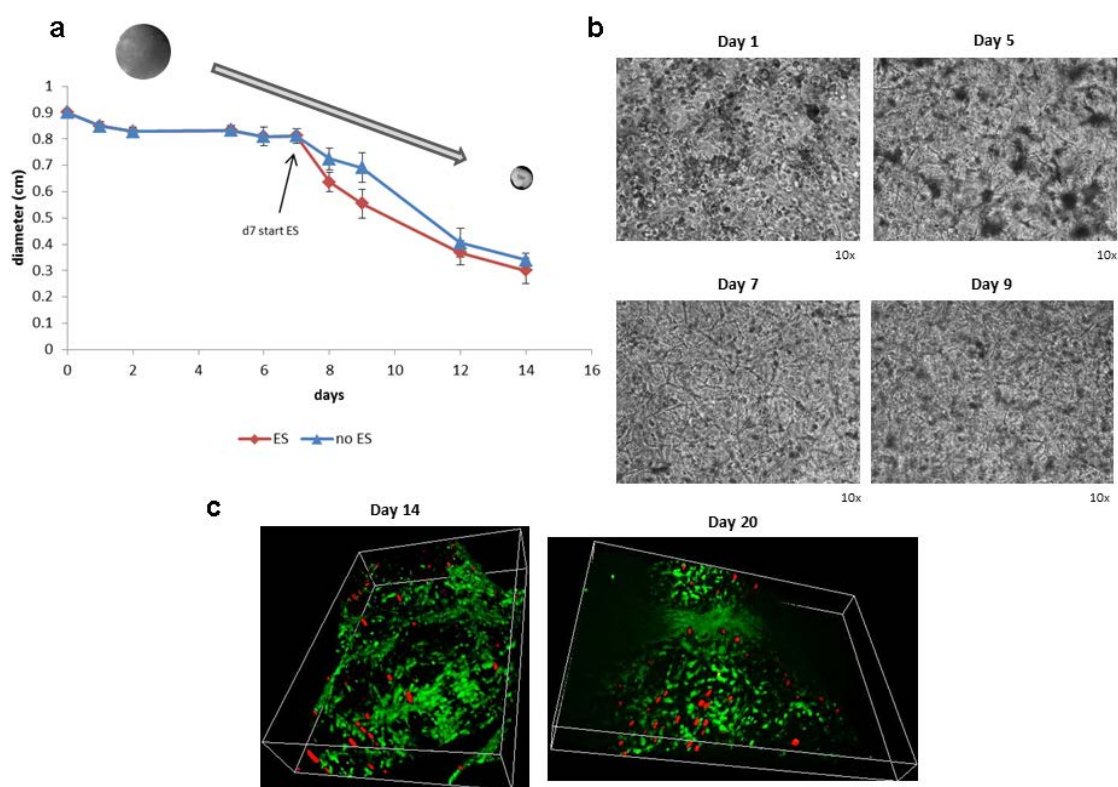 a
1
0.9
0.8
0.7
0.6
0.5
0.4
0.3
0.2
0.1
0
diameter (cm)
d7 start ES
0 2 4 6 8 10 12 14 16
days
ES no ES
b
Day 1 Day 5
10x 10x
Day 7 Day 9
10x 10x
c
Day 14 Day 20